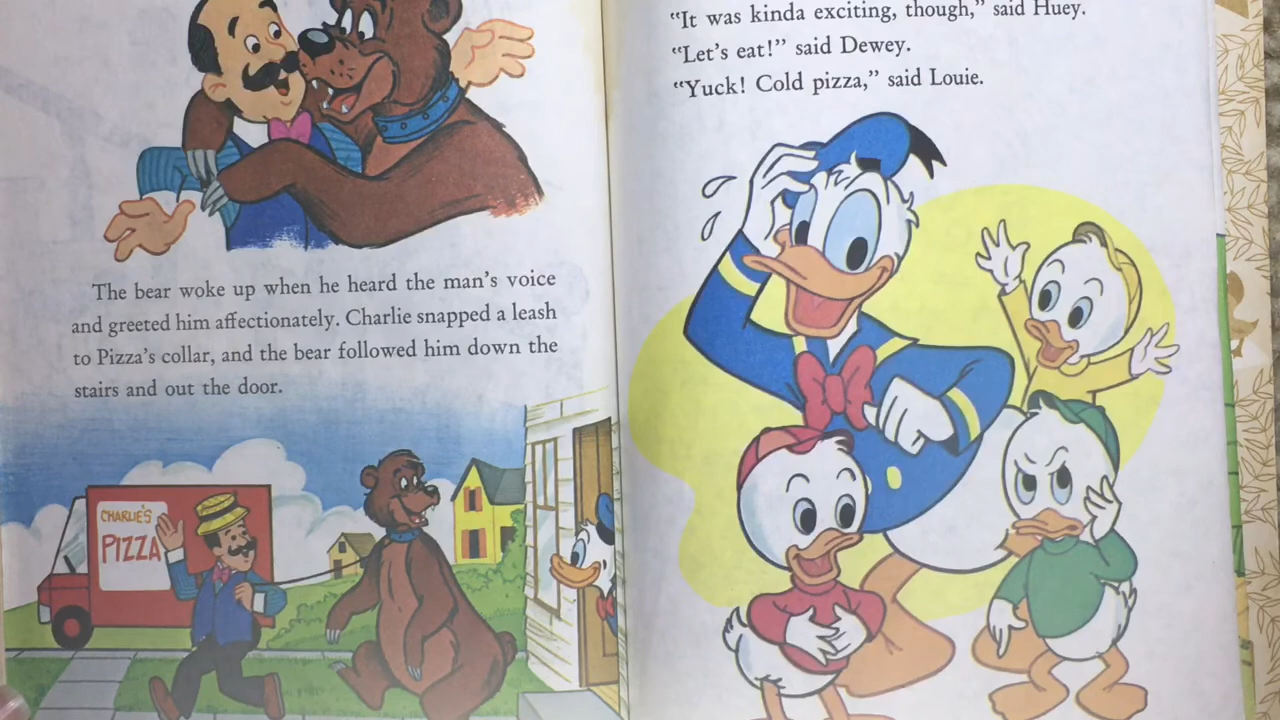 The bear woke up when he heard the man's voice
and greeted him affectionately. Charlie snapped a leash
to Pizza's collar, and the bear followed him down the
stairs and out the door.
CHARLIE'S
PIZZA
“It was kinda exciting, though,” said Huey.
“Let's eat!” said Dewey.
“Yuck! Cold pizza,” said Louie.